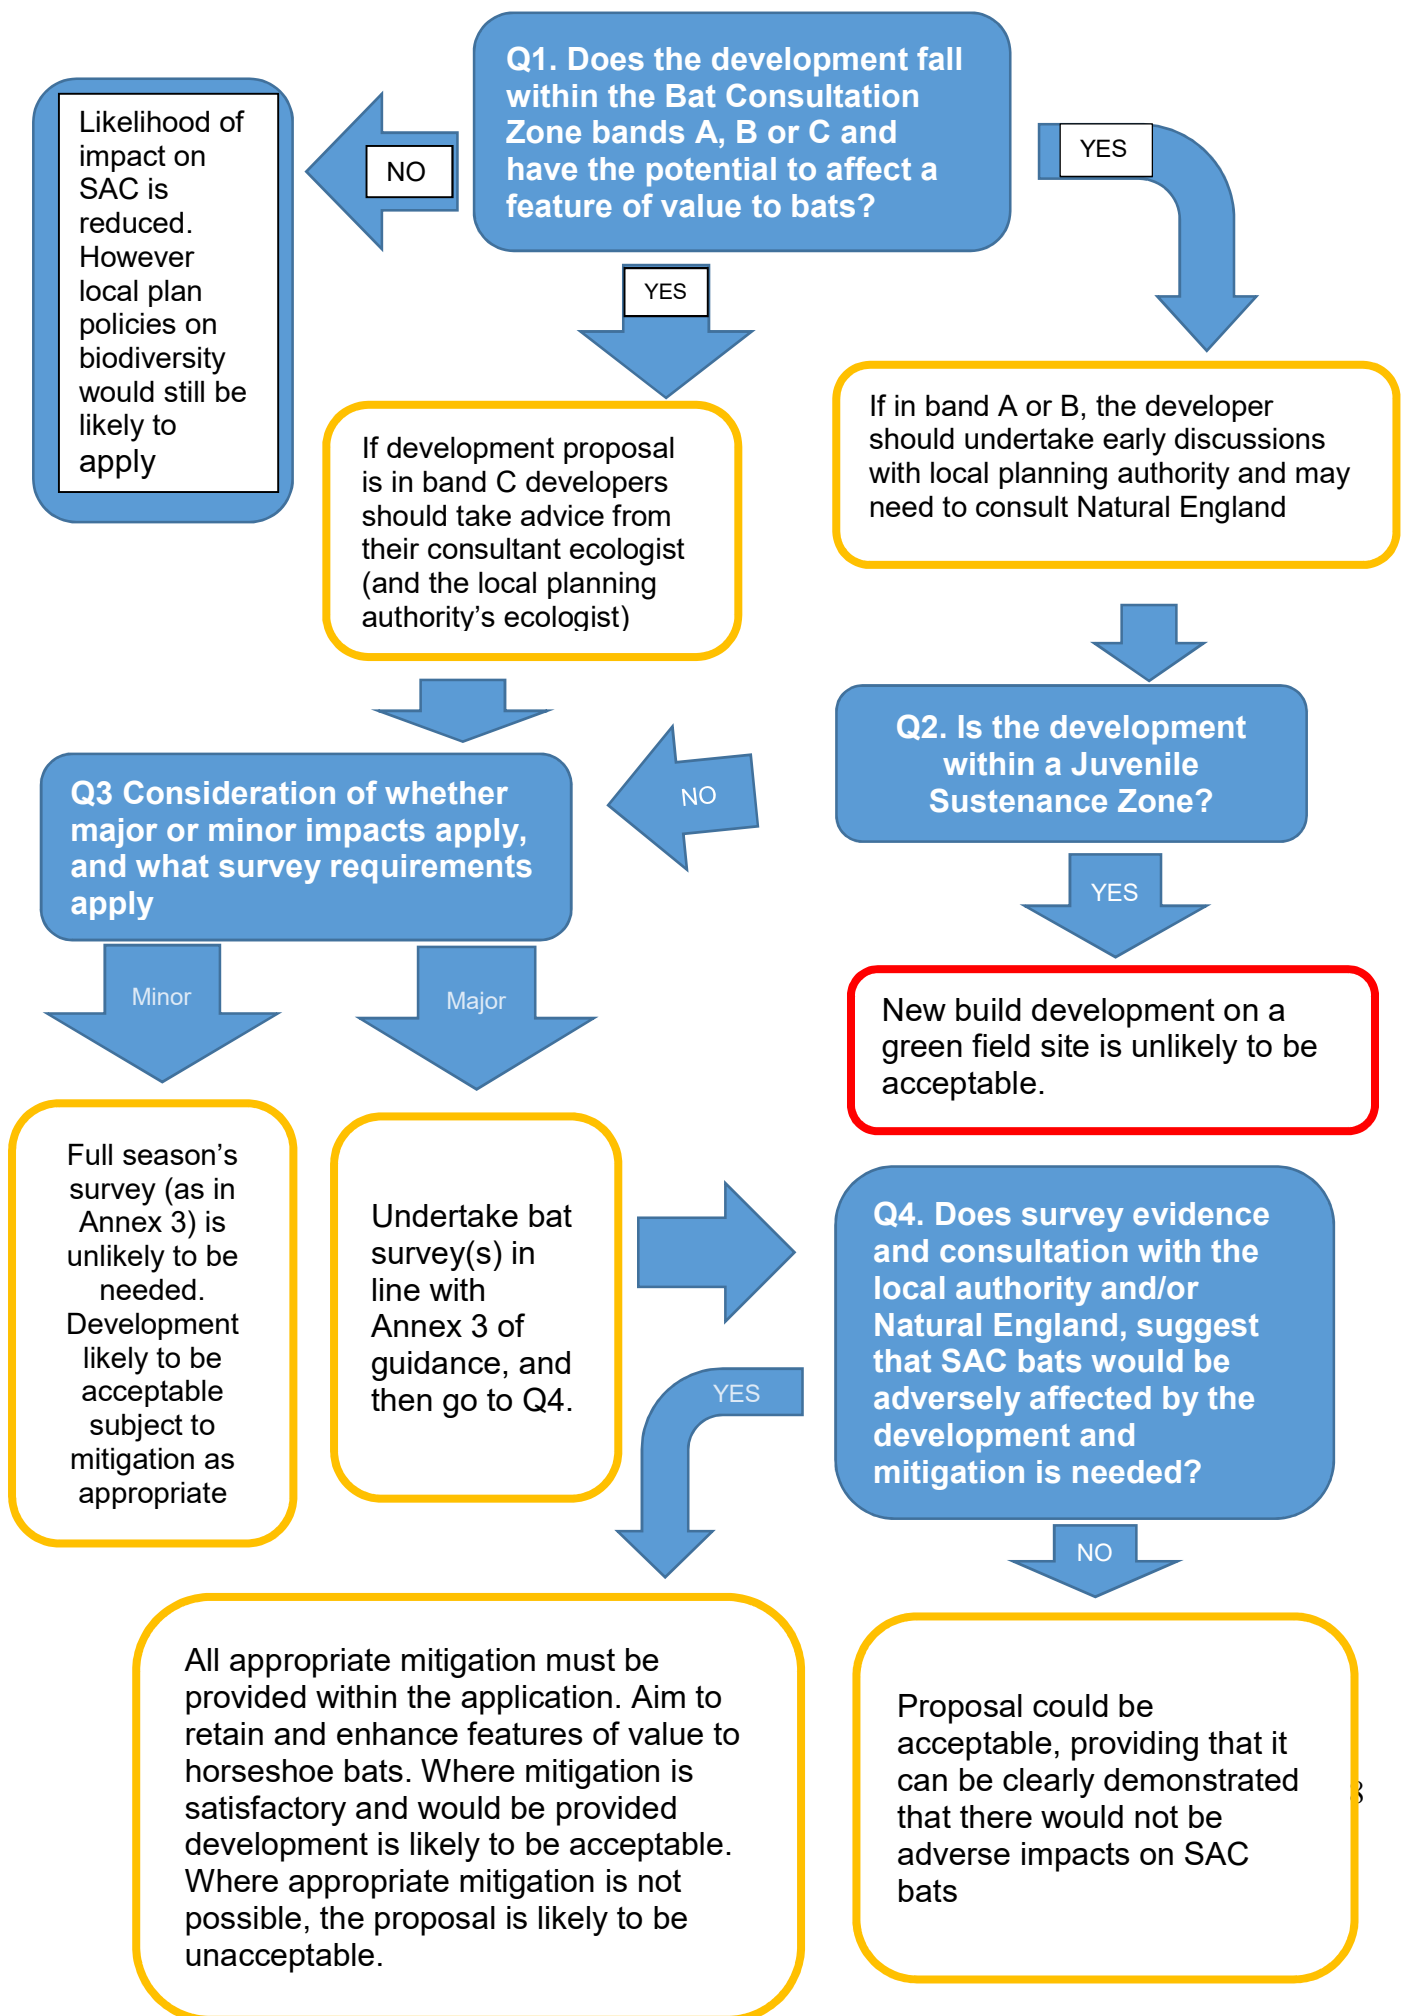 Q1. Does the development fall
within the Bat Consultation
Zone bands A, B or C and
have the potential to affect a
feature of value to bats?
NO
Likelihood of
impact on
SAC is
reduced.
However
local plan
policies on
biodiversity
would still be
likely to
apply
YES
YES
If development proposal
is in band C developers
should take advice from
their consultant ecologist
(and the local planning
authority’s ecologist)
If in band A or B, the developer
should undertake early discussions
with local planning authority and may
need to consult Natural England
Q2. Is the development
within a Juvenile
Sustenance Zone?
NO
YES
Q3 Consideration of whether
major or minor impacts apply,
and what survey requirements
apply
Minor
Major
New build development on a
green field site is unlikely to be
acceptable.
Full season’s
survey (as in
Annex 3) is
unlikely to be
needed.
Development
likely to be
acceptable
subject to
mitigation as
appropriate
Undertake bat
survey(s) in
line with
Annex 3 of
guidance, and
then go to Q4.
Q4. Does survey evidence
and consultation with the
local authority and/or
Natural England, suggest
that SAC bats would be
adversely affected by the
development and
mitigation is needed?
YES
NO
All appropriate mitigation must be
provided within the application. Aim to
retain and enhance features of value to
horseshoe bats. Where mitigation is
satisfactory and would be provided
development is likely to be acceptable.
Where appropriate mitigation is not
possible, the proposal is likely to be
unacceptable.
Proposal could be
acceptable, providing that it
can be clearly demonstrated
that there would not be
adverse impacts on SAC
bats